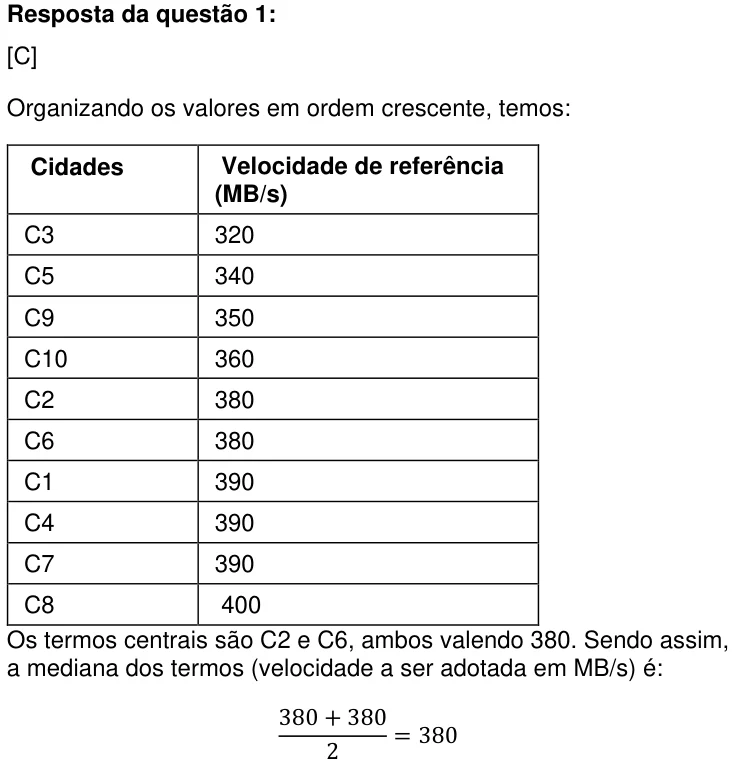 Resposta da questão 1:
[C]
Organizando os valores em ordem crescente, temos:
Cidades Velocidade de referência
(MB/s)
C3 320
C5 340
C9 350
C10 360
C2 380
C6 380
C1 390
C4 390
C7 390
C8 400
Os termos centrais são C2 e C6, ambos valendo 380. Sendo assim,
a mediana dos termos (velocidade a ser adotada em MB/s) é:
380 + 380
2
= 380